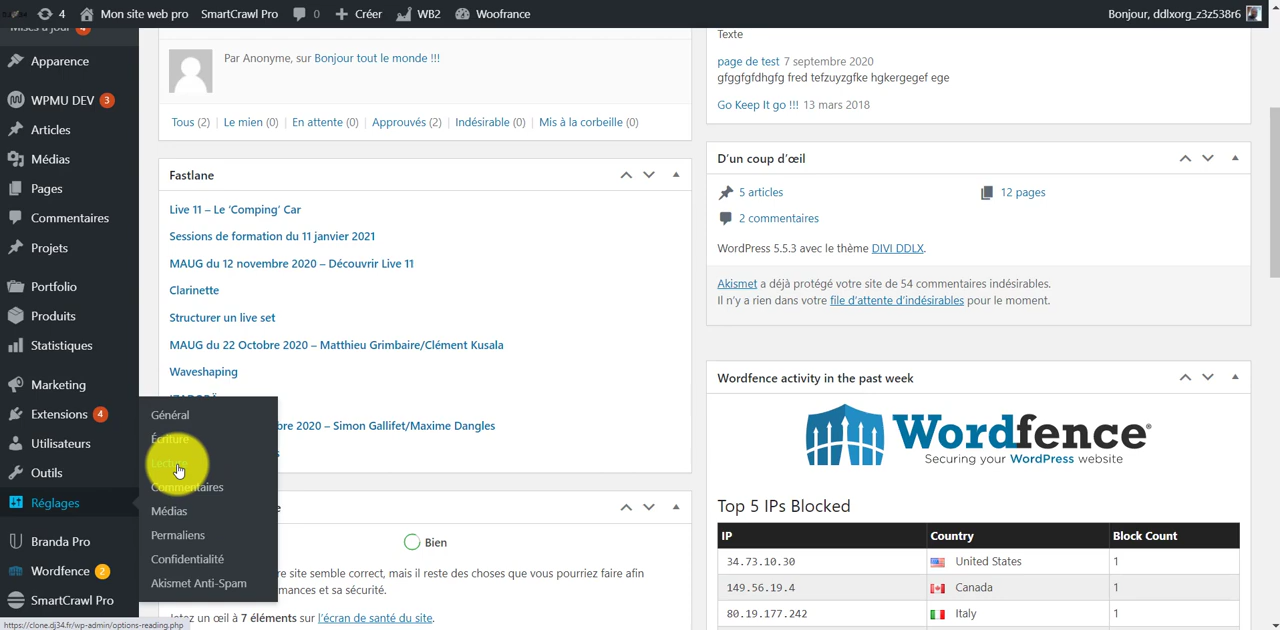 4 Mon site web pro SmartCrawl Pro 0 Créer WB2 Woofrance Bonjour, ddlxorg_z3z538r6
Mises à jour 4
Apparence
WPMU DEV 3
Articles
Médias
Pages
Commentaires
Projets
Portfolio
Produits
Statistiques
Marketing
Extensions 4
Utilisateurs
Outils
Réglages
Branda Pro
Wordfence 2
SmartCrawl Pro
Général
Écriture
Lecture
Commentaires
Médias
Permaliens
Confidentialité
Akismet Anti-Spam
Par Anonyme, sur Bonjour tout le monde !!!
Tous (2) | Le mien (0) | En attente (0) | Approuvés (2) | Indésirable (0) | Mis à la corbeille (0)
Fastlane
Live 11 – Le ‘Comping’ Car
Sessions de formation du 11 janvier 2021
MAUG du 12 novembre 2020 – Découvrir Live 11
Clarinette
Structurer un live set
MAUG du 22 Octobre 2020 – Matthieu Grimbaire/Clément Kusala
Waveshaping
bre 2020 – Simon Gallifet/Maxime Dangles
Bien
re site semble correct, mais il reste des choses que vous pourriez faire afin
mances et sa sécurité.
Jetez un œil à 7 éléments sur l’écran de santé du site.
Texte
page de test 7 septembre 2020
gfggfgfdhgfg fred tefzuyzgfke hgkergegef ege
Go Keep It go !!! 13 mars 2018
D’un coup d’œil
5 articles 12 pages
2 commentaires
WordPress 5.5.3 avec le thème DIVI DDLX.
Akismet a déjà protégé votre site de 54 commentaires indésirables.
Il n’y a rien dans votre file d’attente d’indésirables pour le moment.
Wordfence activity in the past week
Wordfence
Securing your WordPress website
Top 5 IPs Blocked
IP Country Block Count
34.73.10.30 United States 1
149.56.19.4 Canada 1
80.19.177.242 Italy 1
https://clone.dj34.fr/wp-admin/options-reading.php